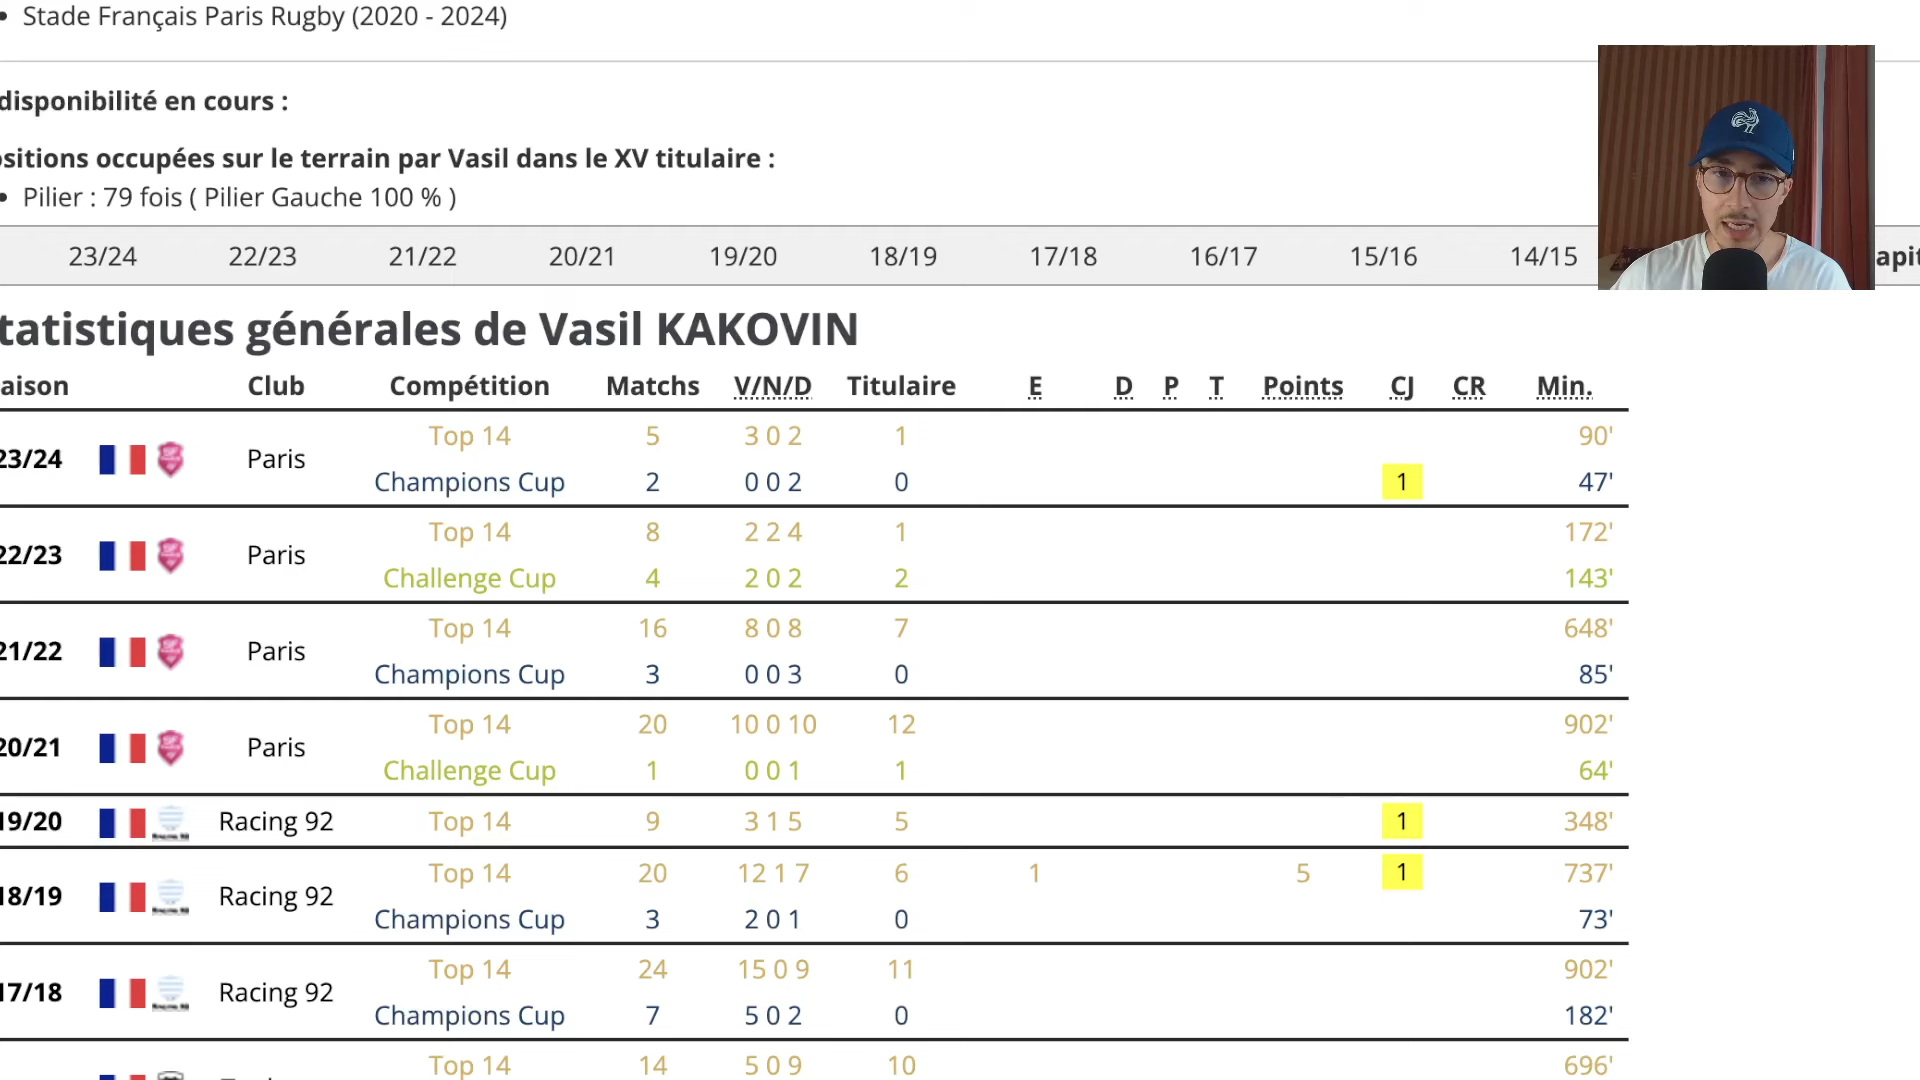 • Stade Français Paris Rugby (2020 - 2024)
disponibilité en cours :
ositions occupées sur le terrain par Vasil dans le XV titulaire :
• Pilier : 79 fois ( Pilier Gauche 100 % )
23/24 22/23 21/22 20/21 19/20 18/19 17/18 16/17 15/16 14/15 apit
tatistiques générales de Vasil KAKOVIN
aison Club Compétition Matchs V/N/D Titulaire E D P T Points CJ CR Min.
Top 14 5 3 0 2 1 90'
23/24 Paris
Champions Cup 2 0 0 2 0 1 47'
Top 14 8 2 2 4 1 172'
22/23 Paris
Challenge Cup 4 2 0 2 2 143'
Top 14 16 8 0 8 7 648'
21/22 Paris
Champions Cup 3 0 0 3 0 85'
Top 14 20 10 0 10 12 902'
20/21 Paris
Challenge Cup 1 0 0 1 1 64'
19/20 Racing 92 Top 14 9 3 1 5 5 1 348'
Top 14 20 12 1 7 6 1 5 1 737'
18/19 Racing 92
Champions Cup 3 2 0 1 0 73'
Top 14 24 15 0 9 11 902'
17/18 Racing 92
Champions Cup 7 5 0 2 0 182'
Top 14 14 5 0 9 10 696'